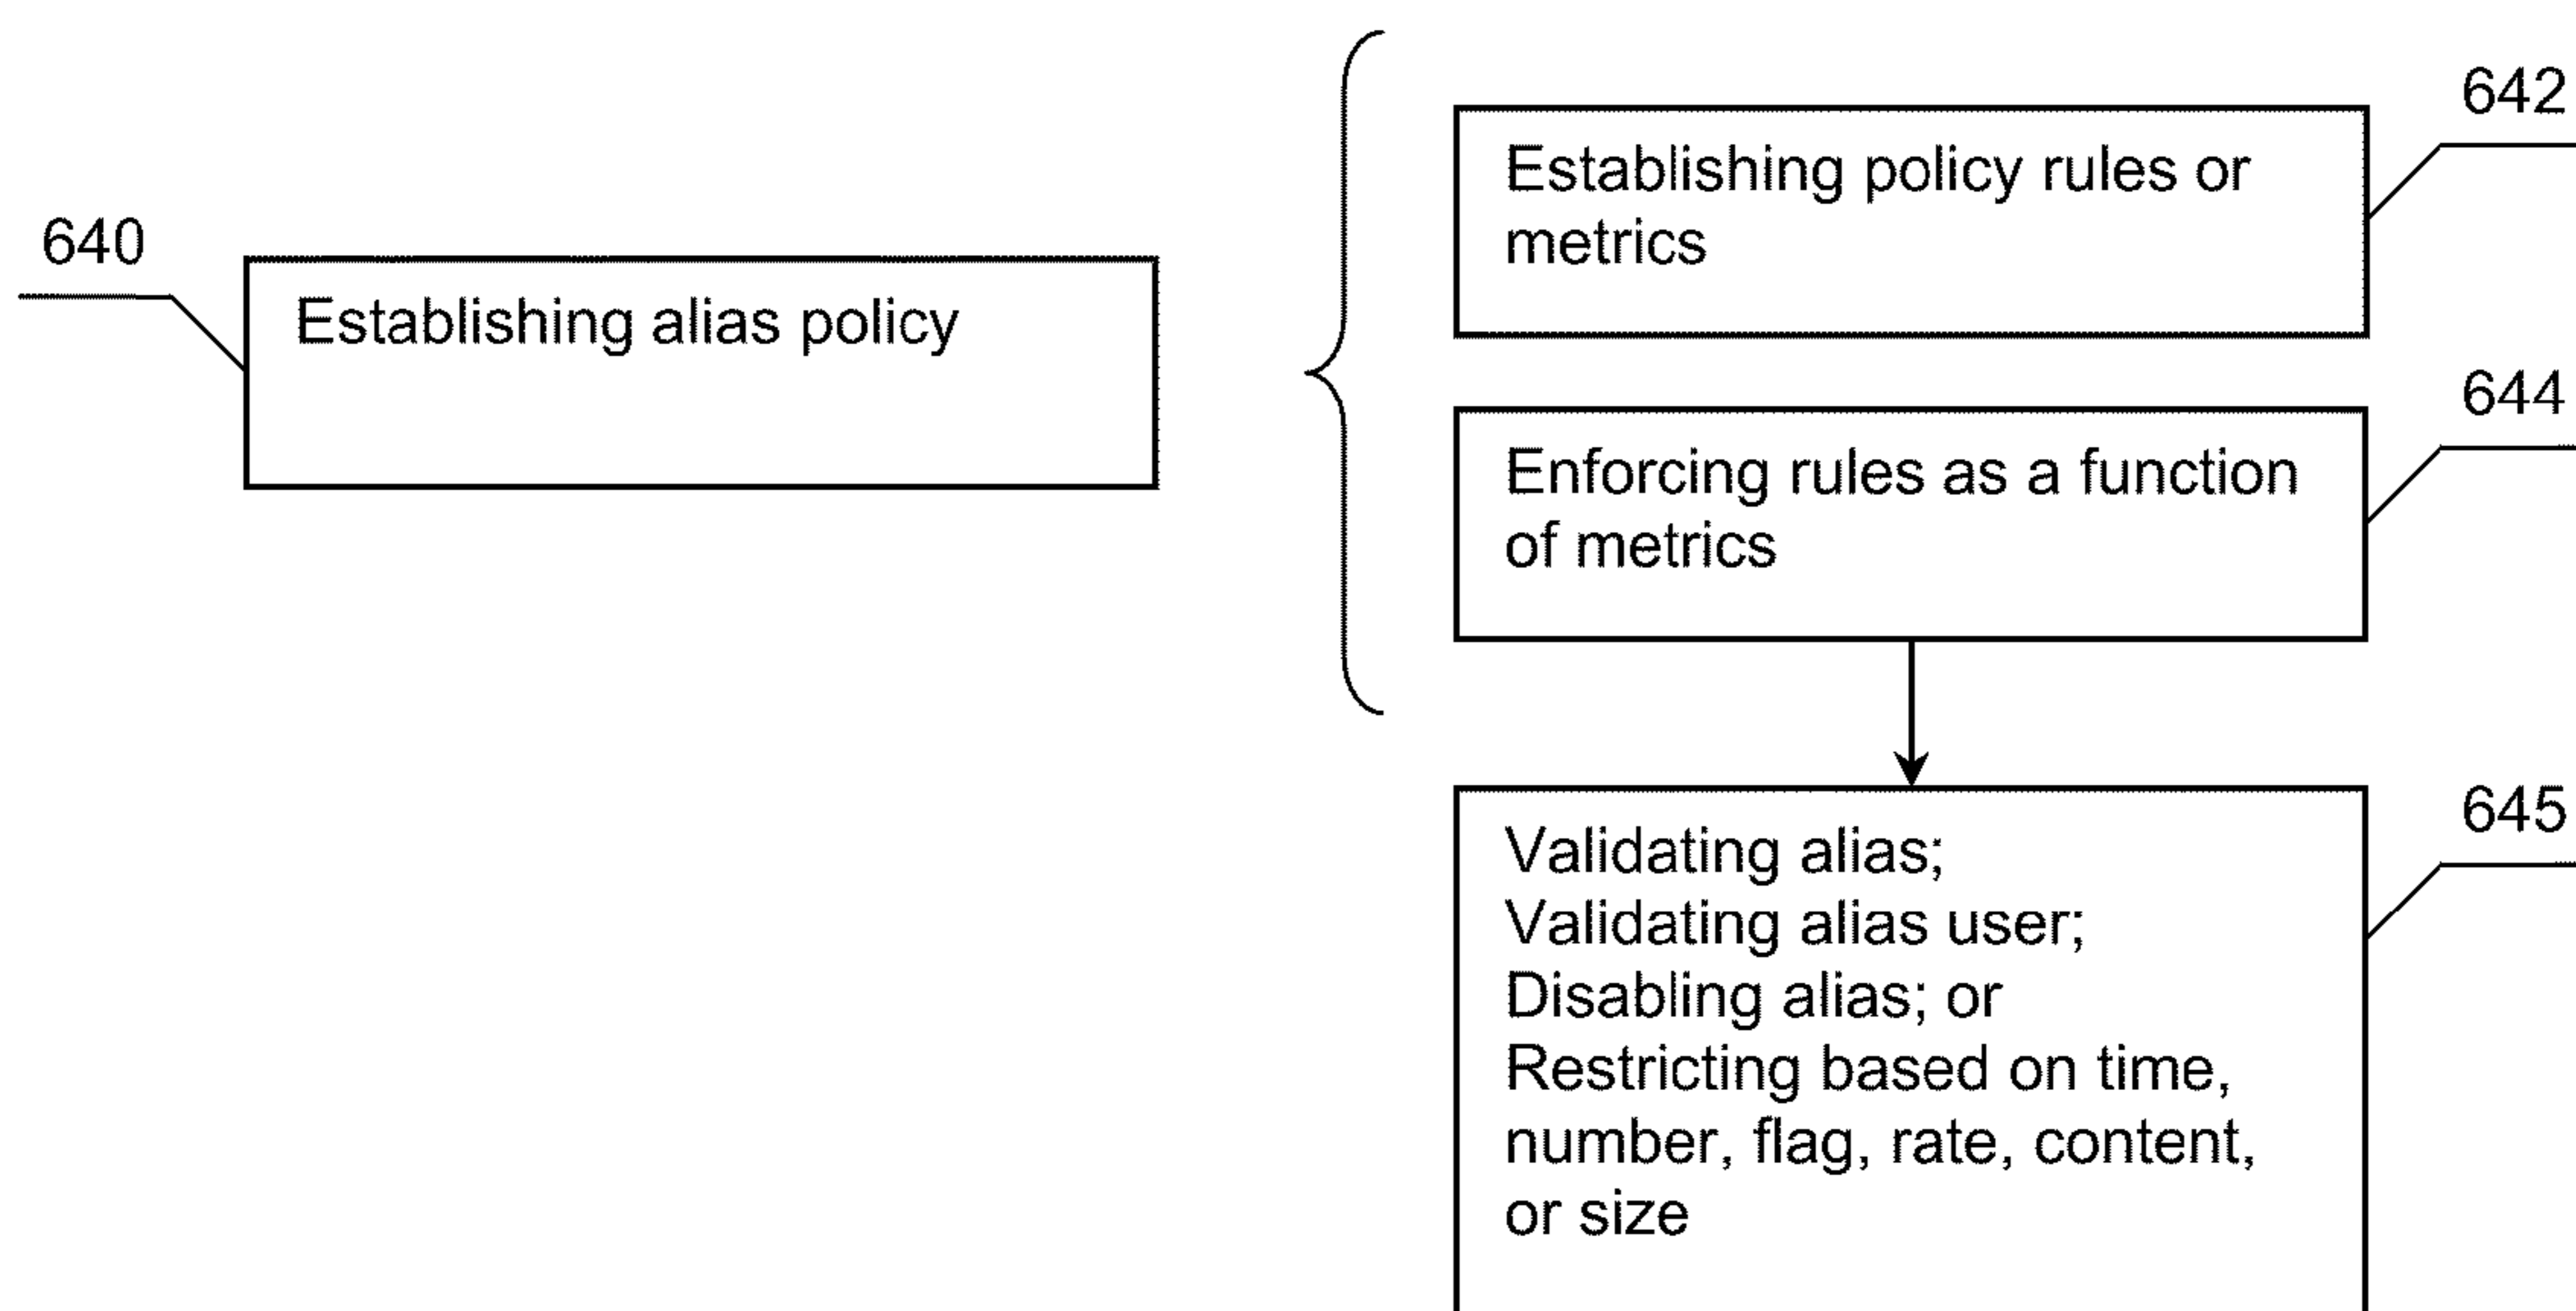 640
Establishing alias policy
642
Establishing policy rules or
metrics
644
Enforcing rules as a function
of metrics
645
Validating alias;
Validating alias user;
Disabling alias; or
Restricting based on time,
number, flag, rate, content,
or size